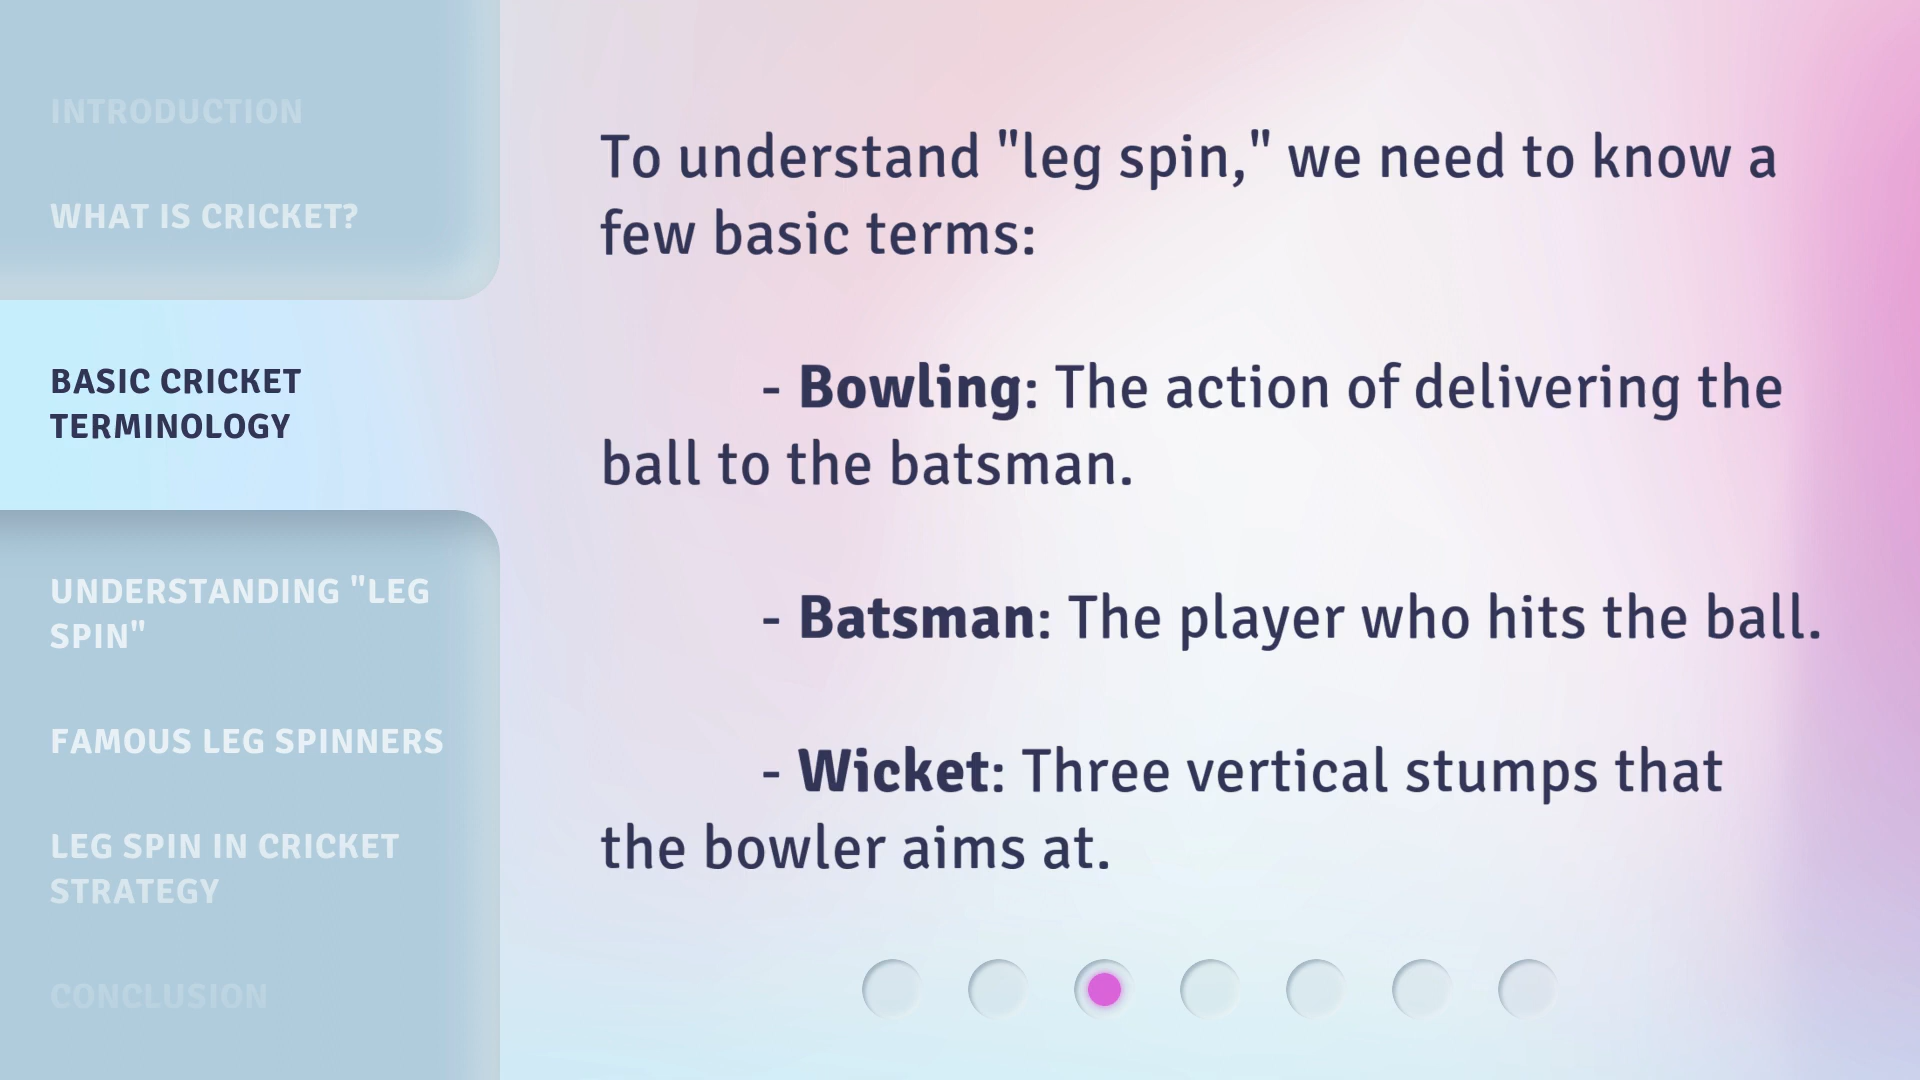 INTRODUCTION
WHAT IS CRICKET?
BASIC CRICKET
TERMINOLOGY
UNDERSTANDING "LEG
SPIN"
FAMOUS LEG SPINNERS
LEG SPIN IN CRICKET
STRATEGY
CONCLUSION
To understand "leg spin," we need to know a
few basic terms:
- Bowling: The action of delivering the
ball to the batsman.
- Batsman: The player who hits the ball.
- Wicket: Three vertical stumps that
the bowler aims at.